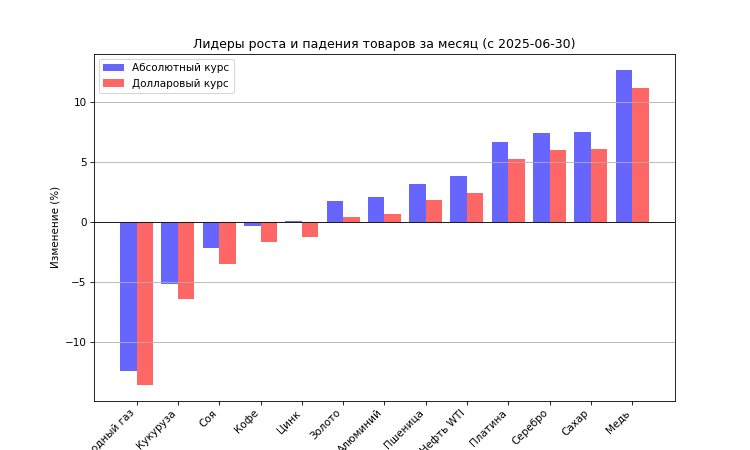 Лидеры роста и падения товаров за месяц (с 2025-06-30)
Абсолютный курс
Долларовый курс
Изменение (%)
10
5
0
−5
−10
одный газ
Кукуруза
Соя
Кофе
Цинк
Золото
Алюминий
Пшеница
Нефть WTI
Платина
Серебро
Сахар
Медь